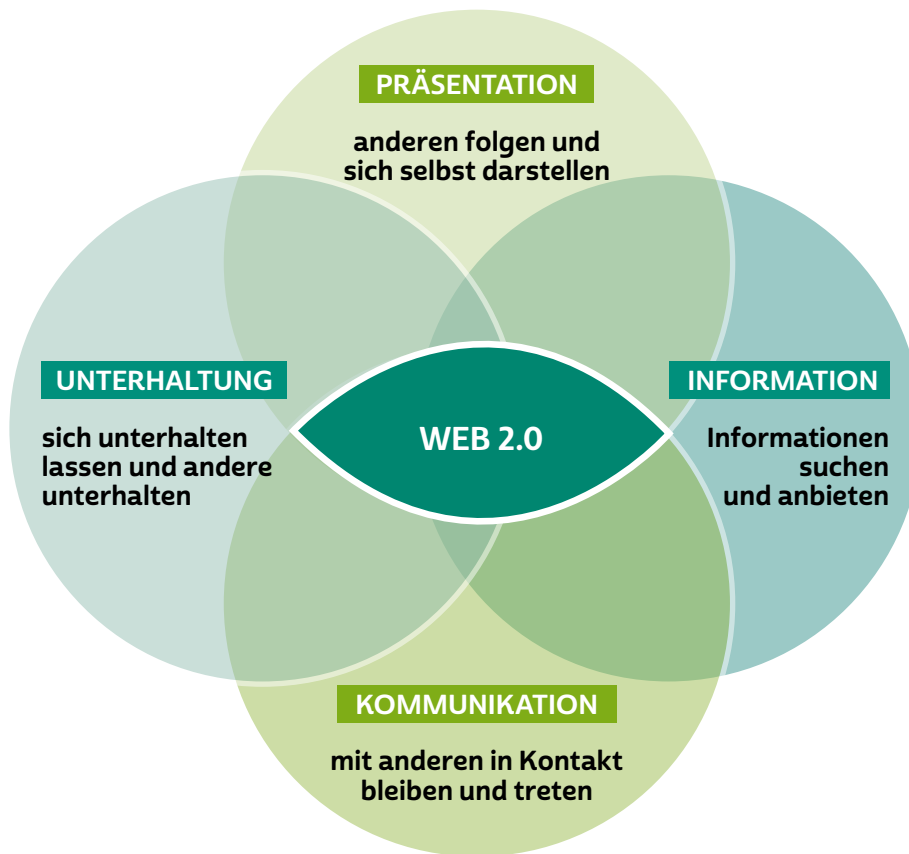 PRÄSENTATION
anderen folgen und
sich selbst darstellen
UNTERHALTUNG
sich unterhalten
lassen und andere
unterhalten
WEB 2.0
INFORMATION
Informationen
suchen
und anbieten
KOMMUNIKATION
mit anderen in Kontakt
bleiben und treten